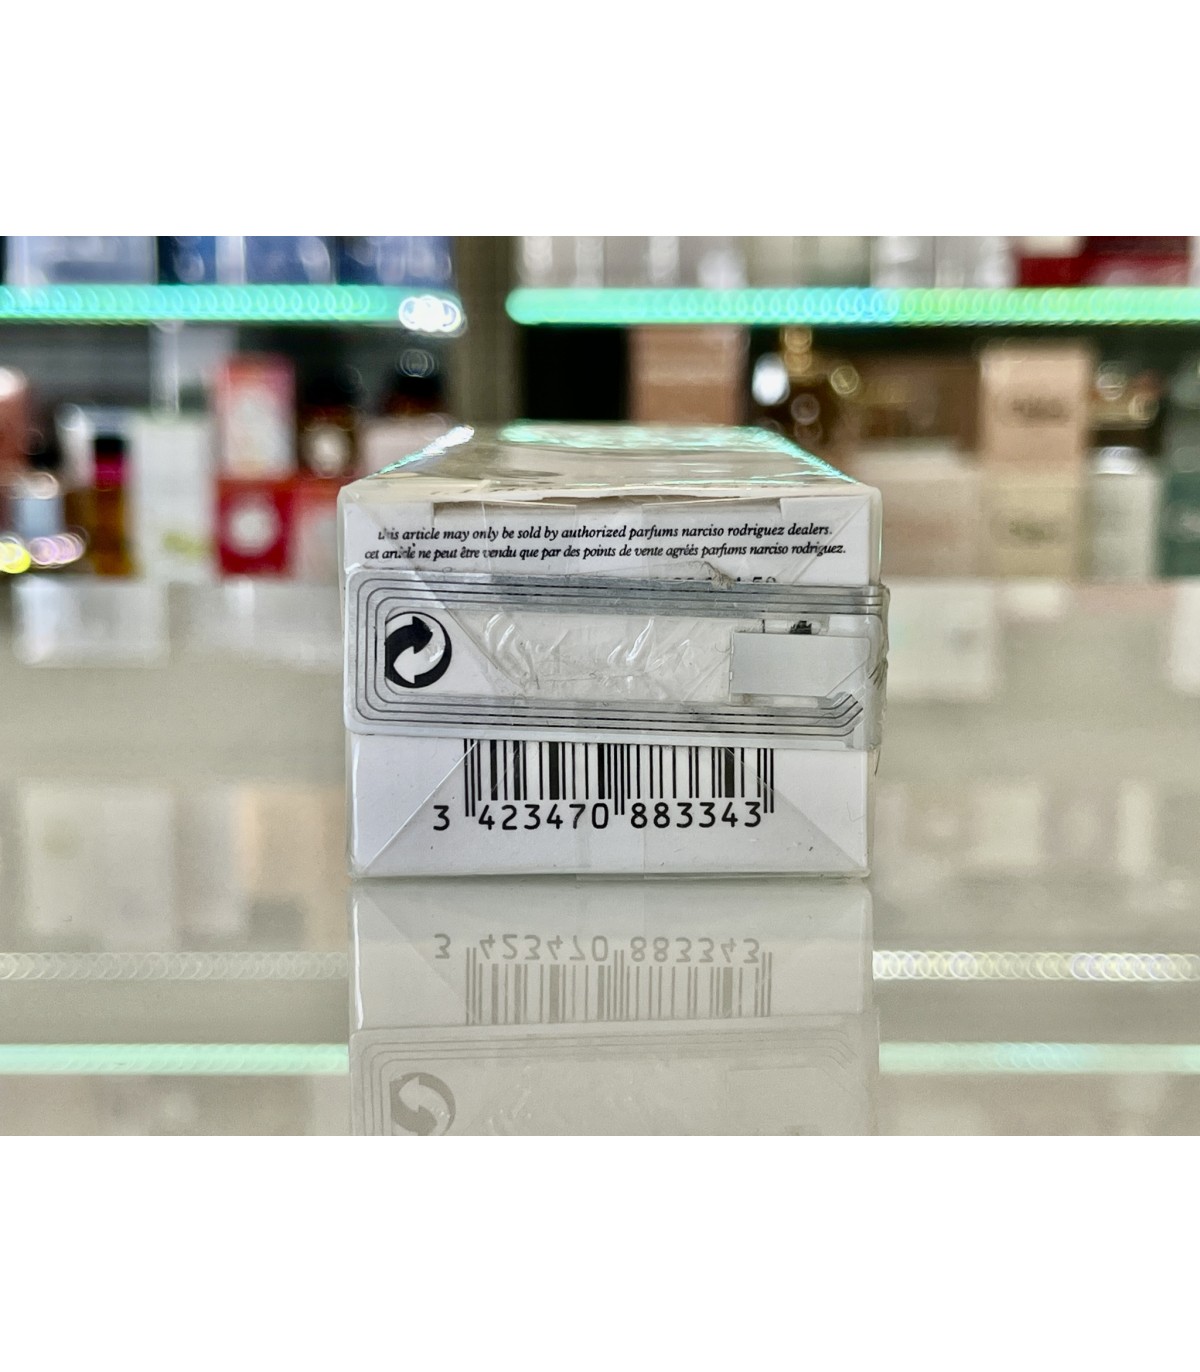 this article may only be sold by authorized parfums narciso rodriguez dealers.
cet article ne peut être vendu que par des points de vente agréés parfums narciso rodriguez.
3 423470 883343